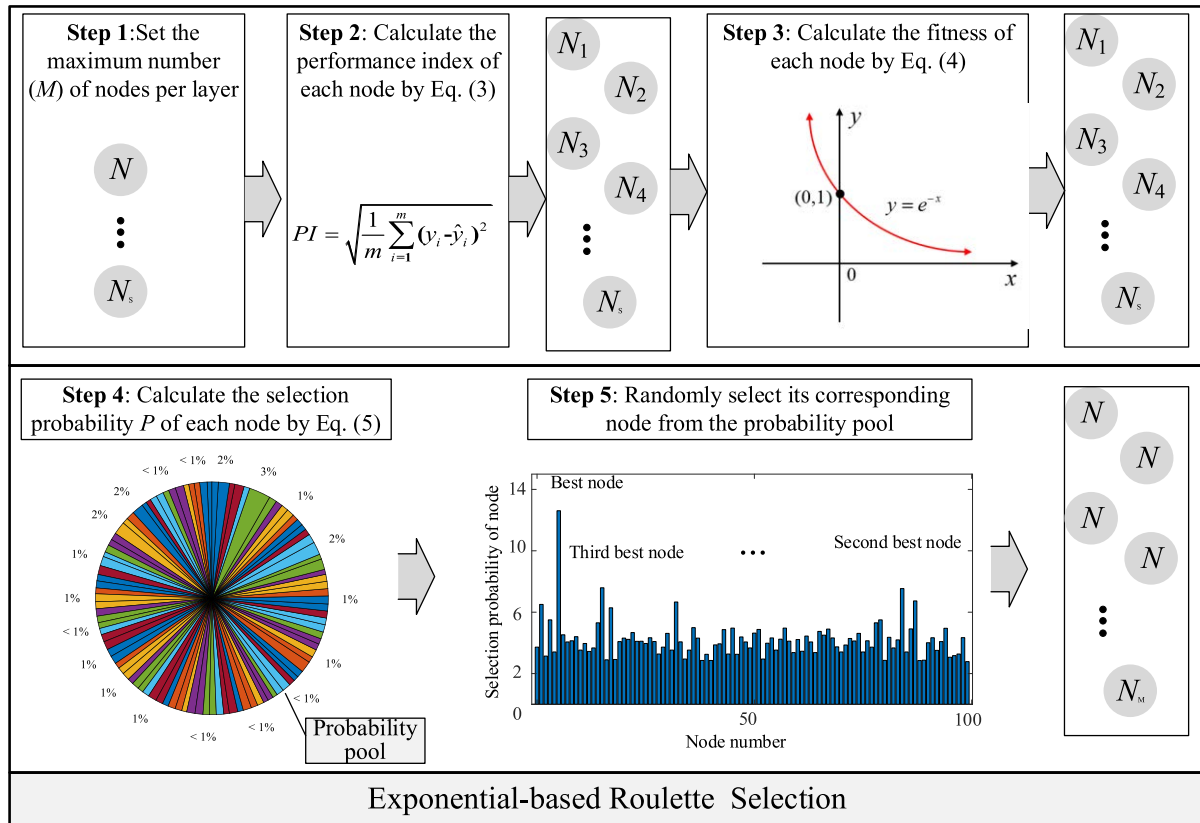 Step 1:Set the
maximum number
(M) of nodes per layer
N
Nₛ
Step 2: Calculate the
performance index of
each node by Eq. (3)
PI = √(1/m ∑ᵢ₌₁ᵐ (yᵢ-ŷᵢ)²)
N₁
N₂
N₃
N₄
Nₛ
Step 3: Calculate the fitness of
each node by Eq. (4)
y
(0,1)
y = e⁻ˣ
0
x
N₁
N₂
N₃
N₄
Nₛ
Step 4: Calculate the selection
probability P of each node by Eq. (5)
< 1%
< 1%
2%
3%
1%
2%
1%
1%
1%
1%
< 1%
< 1%
< 1%
1%
1%
1%
< 1%
1%
1%
2%
2%
Probability
pool
Step 5: Randomly select its corresponding
node from the probability pool
Selection probability of node
14
10
6
2
0
Best node
Third best node
...
Second best node
50
100
Node number
N
N
N
N
N_M
Exponential-based Roulette Selection